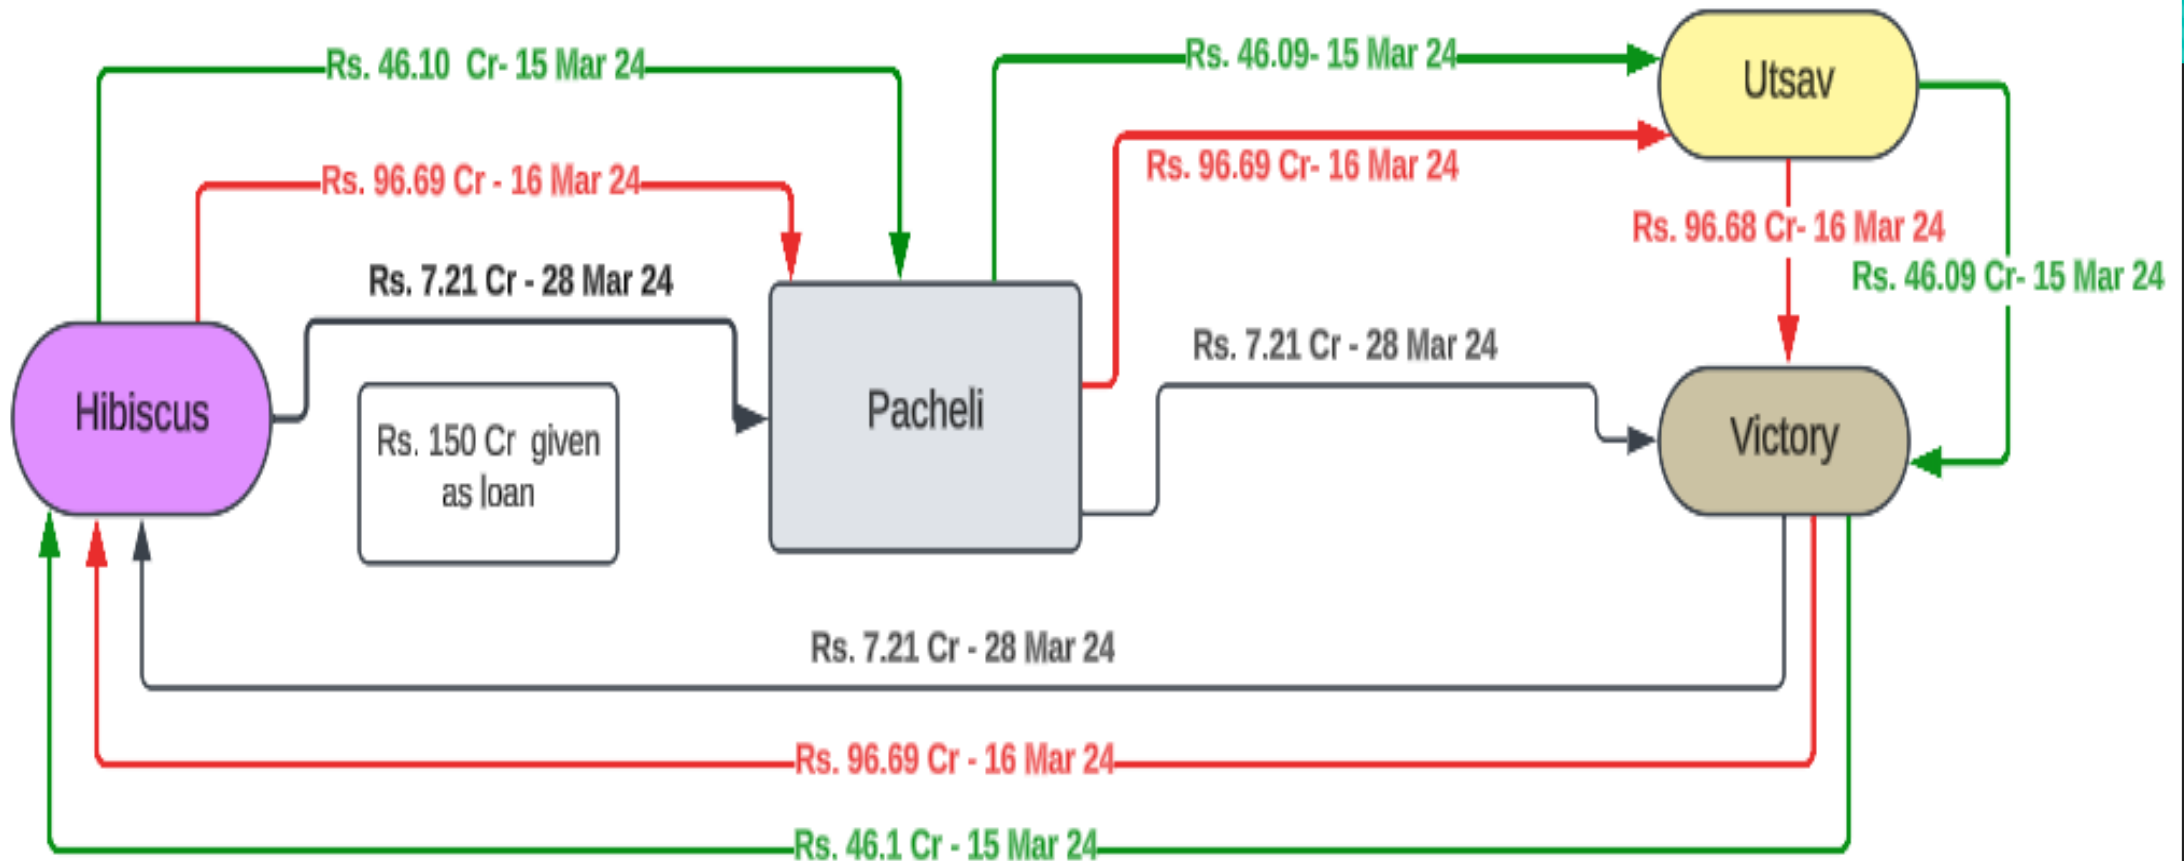 Rs. 46.10 Cr- 15 Mar 24
Rs. 46.09- 15 Mar 24
Utsav
Rs. 96.69 Cr - 16 Mar 24
Rs. 96.69 Cr- 16 Mar 24
Rs. 96.68 Cr- 16 Mar 24
Rs. 7.21 Cr - 28 Mar 24
Rs. 46.09 Cr- 15 Mar 24
Rs. 7.21 Cr - 28 Mar 24
Hibiscus
Rs. 150 Cr given
as loan
Pacheli
Victory
Rs. 7.21 Cr - 28 Mar 24
Rs. 96.69 Cr - 16 Mar 24
Rs. 46.1 Cr - 15 Mar 24